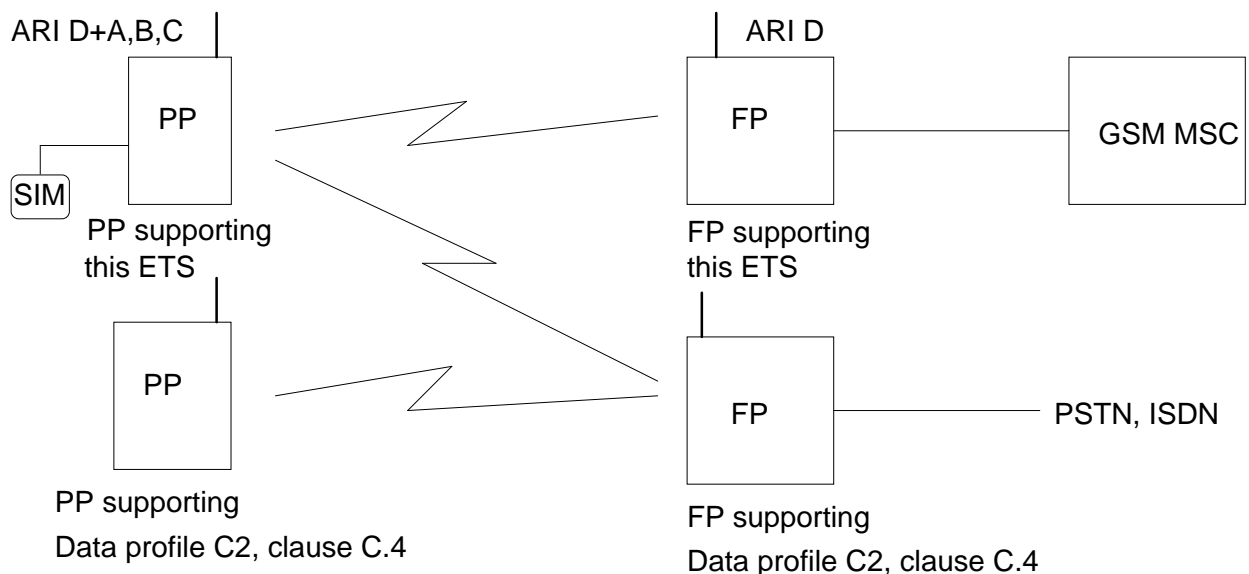 ARI D+A,B,C
ARI D
PP
FP
GSM MSC
SIM
PP supporting
this ETS
FP supporting
this ETS
PP
FP
PSTN, ISDN
PP supporting
Data profile C2, clause C.4
FP supporting
Data profile C2, clause C.4